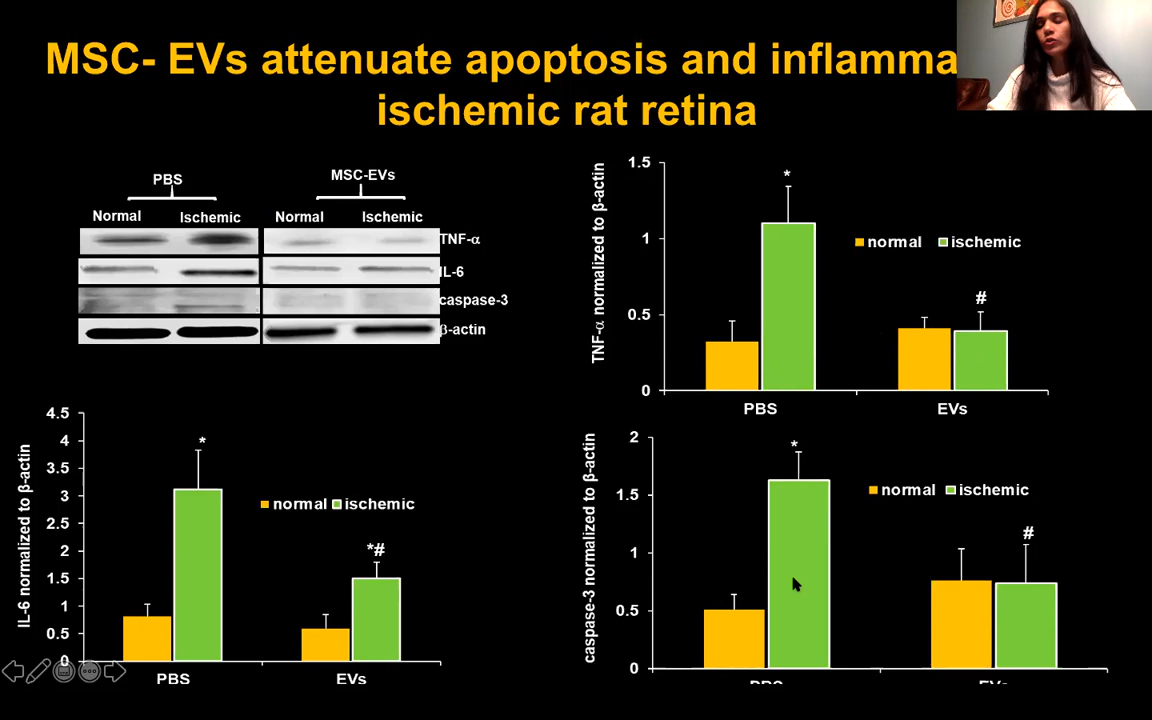 MSC- EVs attenuate apoptosis and inflamma
ischemic rat retina
PBS
MSC-EVs
Normal Ischemic Normal Ischemic
TNF-α
IL-6
caspase-3
β-actin
TNF-α normalized to β-actin
1.5
1
0.5
0
*
#
normal ischemic
PBS EVs
IL-6 normalized to β-actin
4.5
4
3.5
3
2.5
2
1.5
1
0.5
0
*
*#
normal ischemic
PBS EVs
caspase-3 normalized to β-actin
2
1.5
1
0.5
0
*
#
normal ischemic
PBS EVs